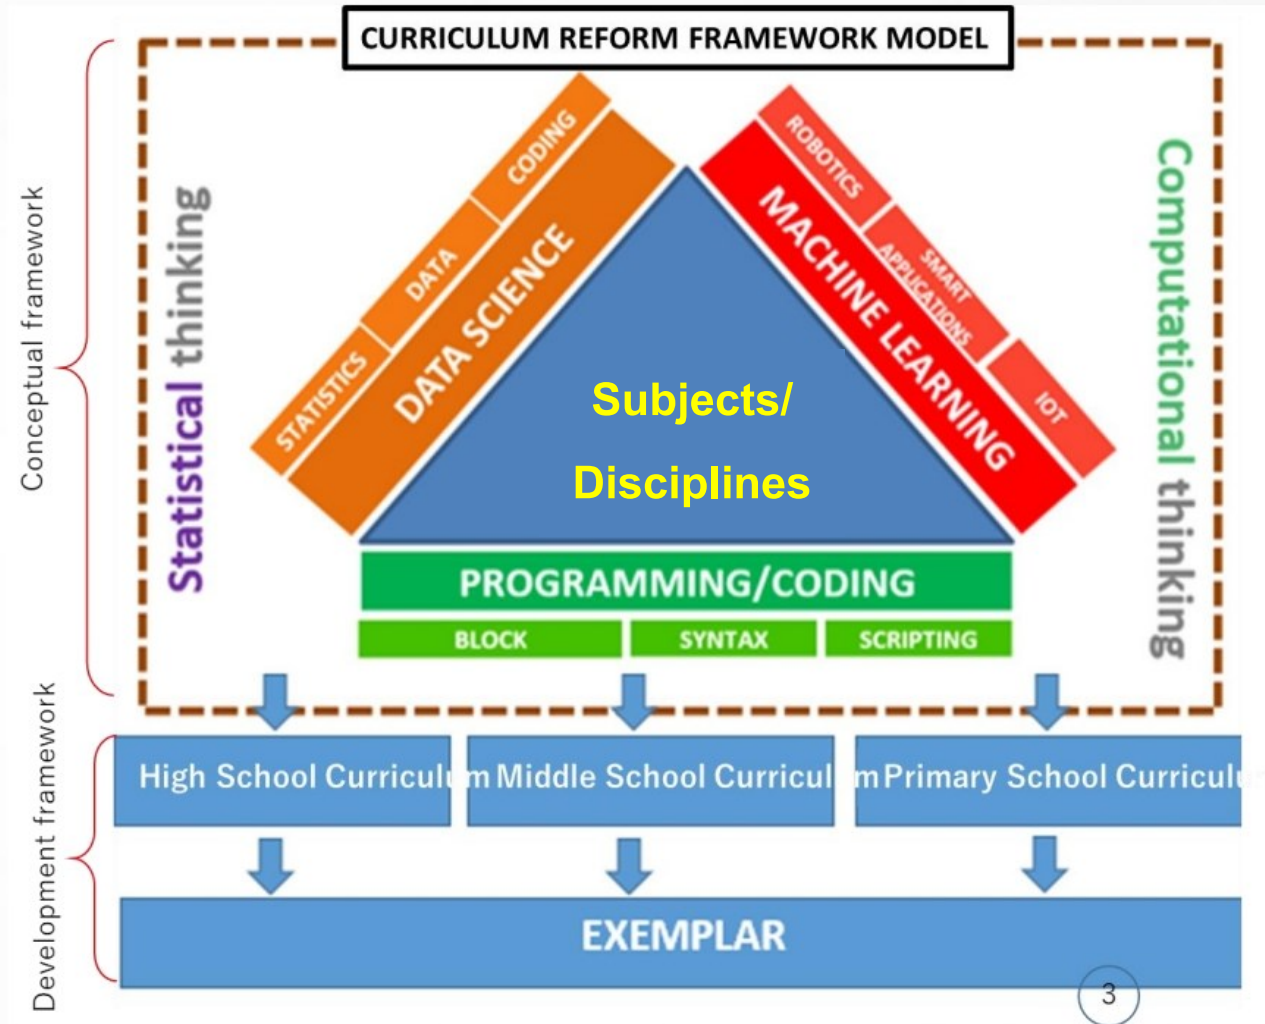 CURRICULUM REFORM FRAMEWORK MODEL
Conceptual framework
Statistical thinking
STATISTICS
DATA
CODING
DATA SCIENCE
ROBOTICS
SMART
APPLICATIONS
IOT
MACHINE LEARNING
Computational thinking
Subjects/
Disciplines
PROGRAMMING/CODING
BLOCK
SYNTAX
SCRIPTING
Development framework
High School Curriculum
Middle School Curriculum
Primary School Curriculu
EXEMPLAR
3